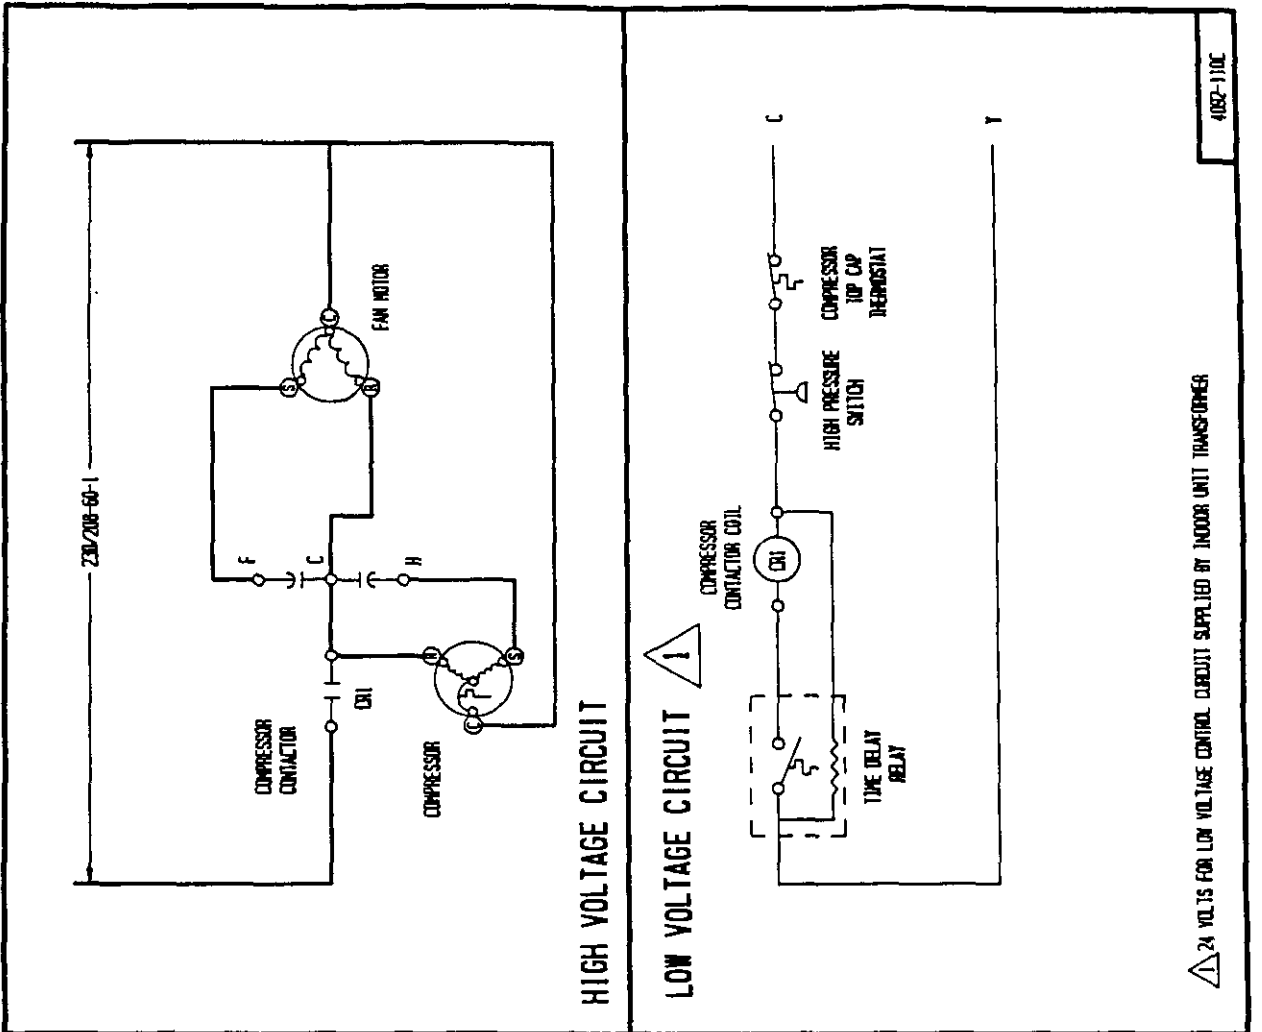 230/208-60-1
FAN MOTOR
S
C
R
F
C
H
COMPRESSOR
CONTACTOR
CR1
COMPRESSOR
R
S
C
HIGH VOLTAGE CIRCUIT
LOW VOLTAGE CIRCUIT
1
C
Y
COMPRESSOR
TOP CAP
THERMOSTAT
HIGH PRESSURE
SWITCH
COMPRESSOR
CONTACTOR COIL
CR1
TIME DELAY
RELAY
1 24 VOLTS FOR LOW VOLTAGE CONTROL CIRCUIT SUPPLIED BY INDOOR UNIT TRANSFORMER
4092-110C